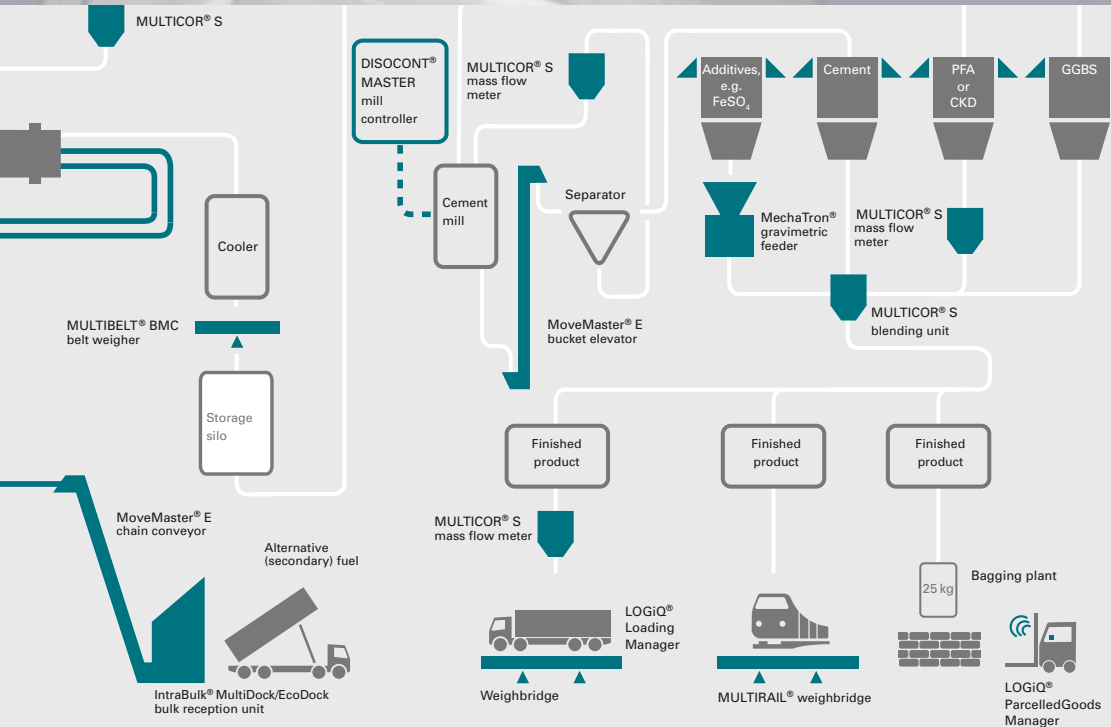 MULTICOR® S
DISOCONT®
MASTER
mill
controller
MULTICOR® S
mass flow
meter
Additives,
e.g.
FeSO₄
Cement
PFA
or
CKD
GGBS
Cement
mill
Separator
MechaTron®
gravimetric
feeder
MULTICOR® S
mass flow
meter
Cooler
MULTIBELT® BMC
belt weigher
MoveMaster® E
bucket elevator
MULTICOR® S
blending unit
Storage
silo
Finished
product
Finished
product
Finished
product
MoveMaster® E
chain conveyor
MULTICOR® S
mass flow meter
Alternative
(secondary) fuel
25 kg
Bagging plant
LOGiQ®
Loading
Manager
IntraBulk® MultiDock/EcoDock
bulk reception unit
Weighbridge
MULTIRAIL® weighbridge
LOGiQ®
ParcelledGoods
Manager